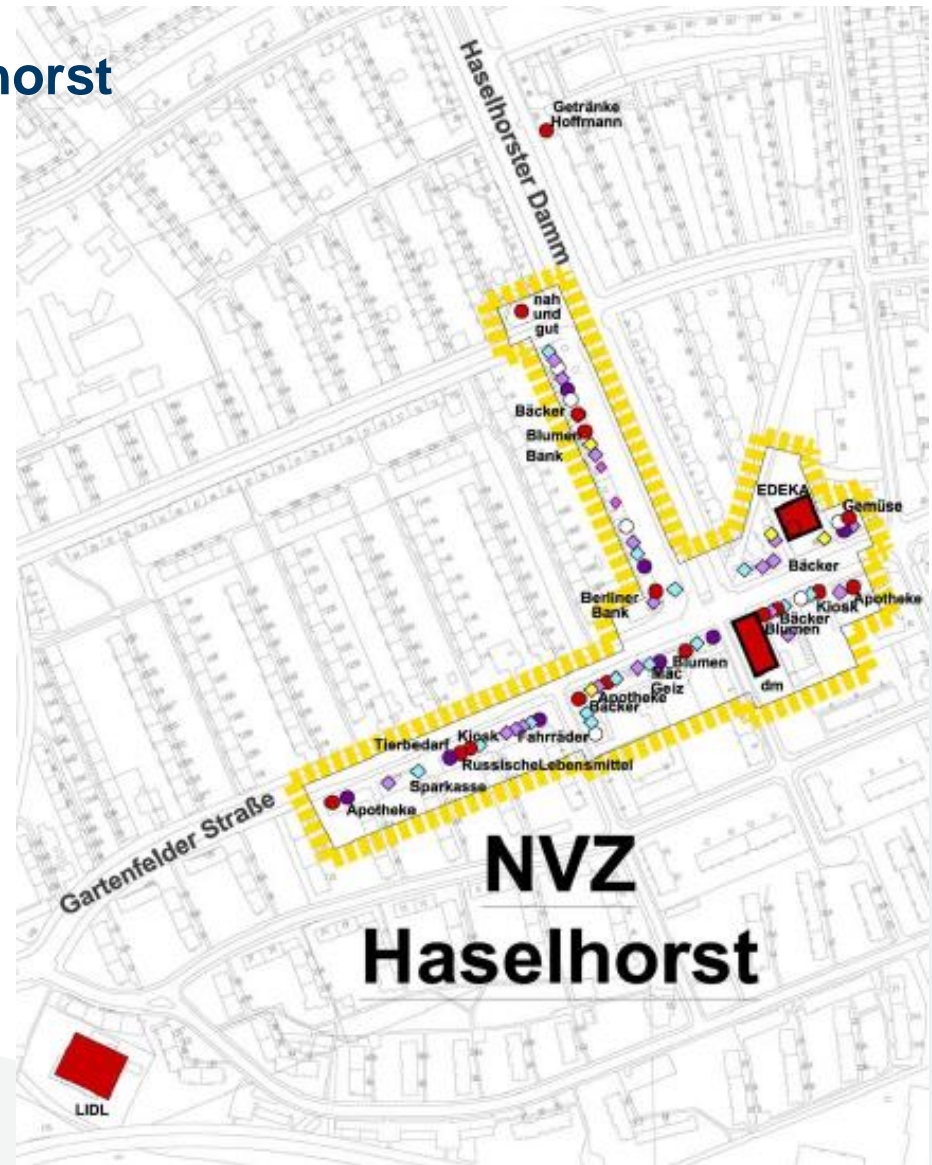 horst
Haselhorster Damm
Getränke
Hoffmann
nah
und
gut
Bäcker
Blumen
Bank
EDEKA
Gemüse
Bäcker
Berliner
Bank
Apotheke
Kiosk
Bäcker
Blumen
dm
Blumen
Mäc
Geiz
Apotheke
Bäcker
Kiosk
Fahrräder
Tierbedarf
RussischeLebensmittel
Sparkasse
Apotheke
Gartenfelder Straße
NVZ
Haselhorst
LIDL